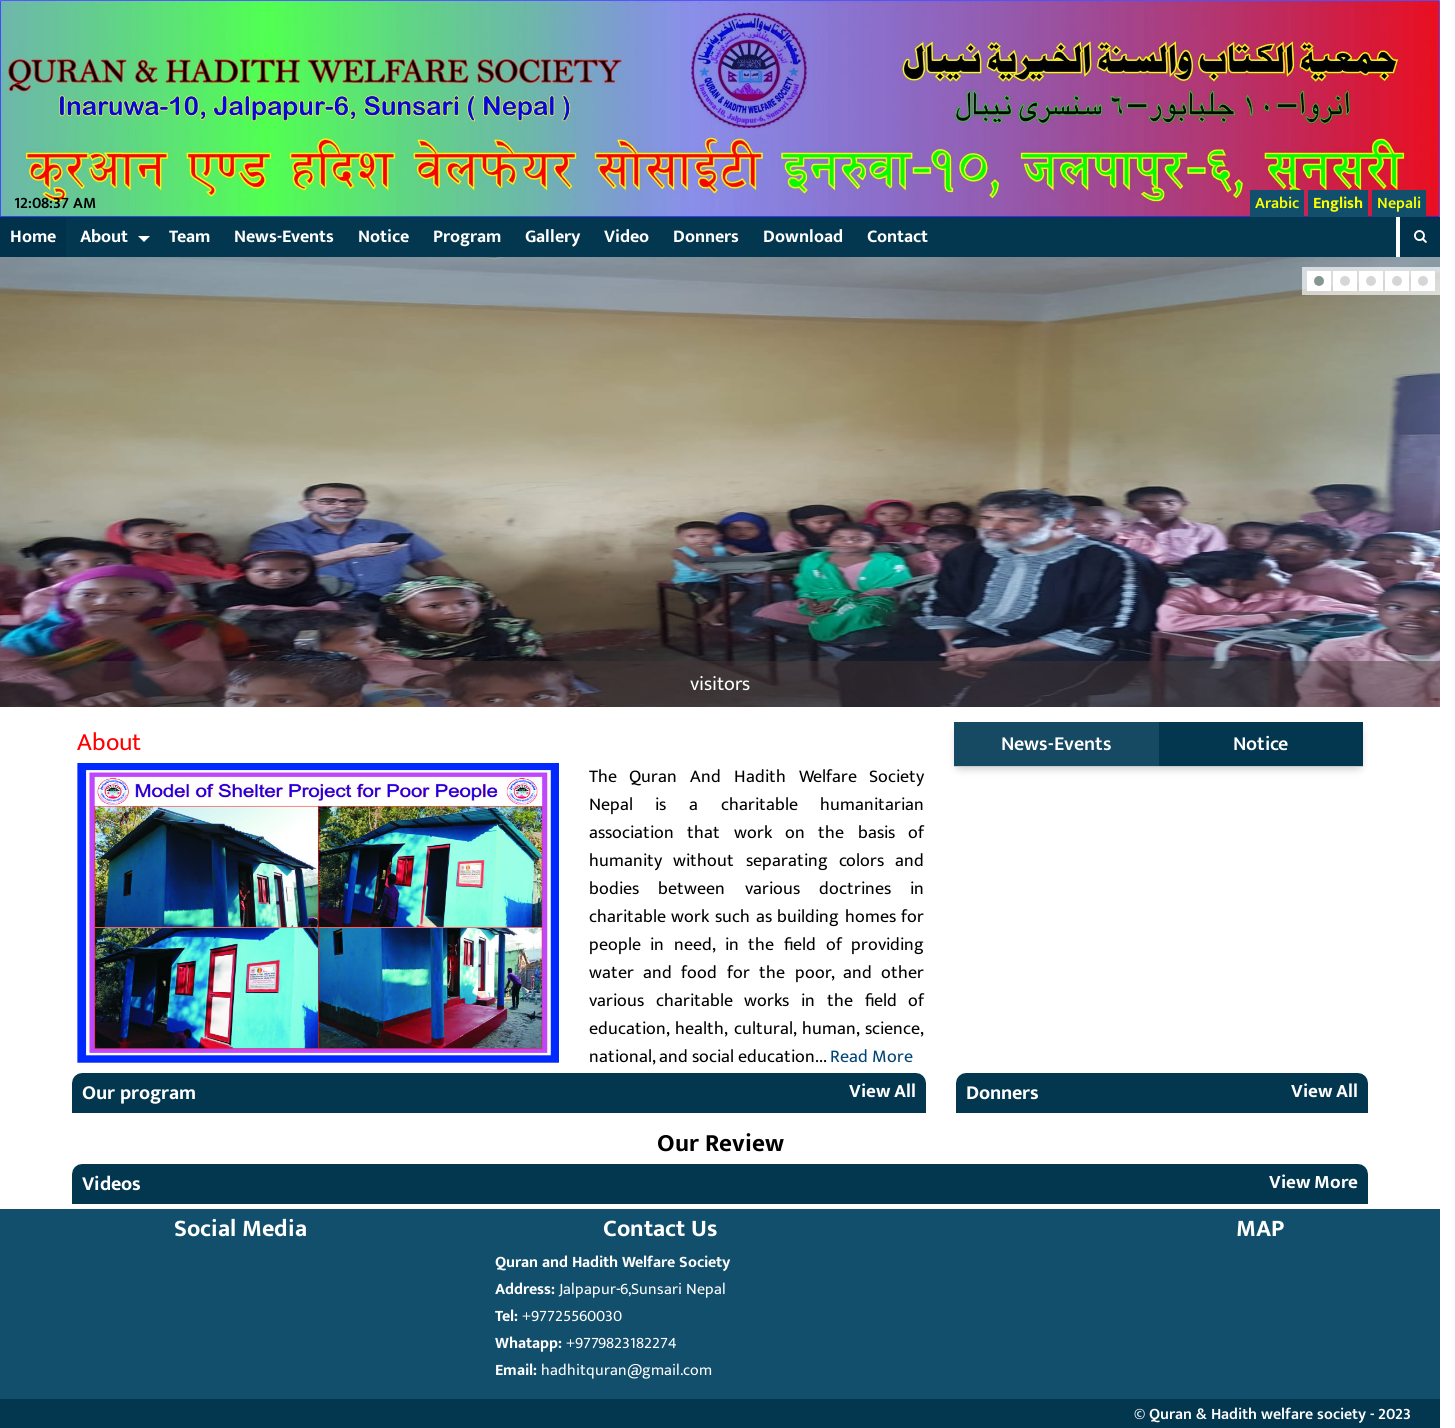 QURAN & HADITH WELFARE SOCIETY
Inaruwa-10, Jalpapur-6, Sunsari ( Nepal )
جمعية الكتاب والسنة الخيرية نيبال
انروا–١٠ جلبابور–٦ سنسرى نيبال
QURAN & HADITH WELFARE SOCIETY
कुरआन एण्ड हदिश वेलफेयर सोसाईटी इनरुवा-१०, जलपापुर-६, सुनसरी
12:08:37 AM
Arabic English Nepali
Home About Team News-Events Notice Program Gallery Video Donners Download Contact
visitors
About
News-Events Notice
Model of Shelter Project for Poor People
The Quran And Hadith Welfare Society
Nepal is a charitable humanitarian
association that work on the basis of
humanity without separating colors and
bodies between various doctrines in
charitable work such as building homes for
people in need, in the field of providing
water and food for the poor, and other
various charitable works in the field of
education, health, cultural, human, science,
national, and social education... Read More
Our program View All
Donners View All
Our Review
Videos View More
Social Media
Contact Us
MAP
Quran and Hadith Welfare Society
Address: Jalpapur-6,Sunsari Nepal
Tel: +97725560030
Whatapp: +9779823182274
Email: hadhitquran@gmail.com
© Quran & Hadith welfare society - 2023